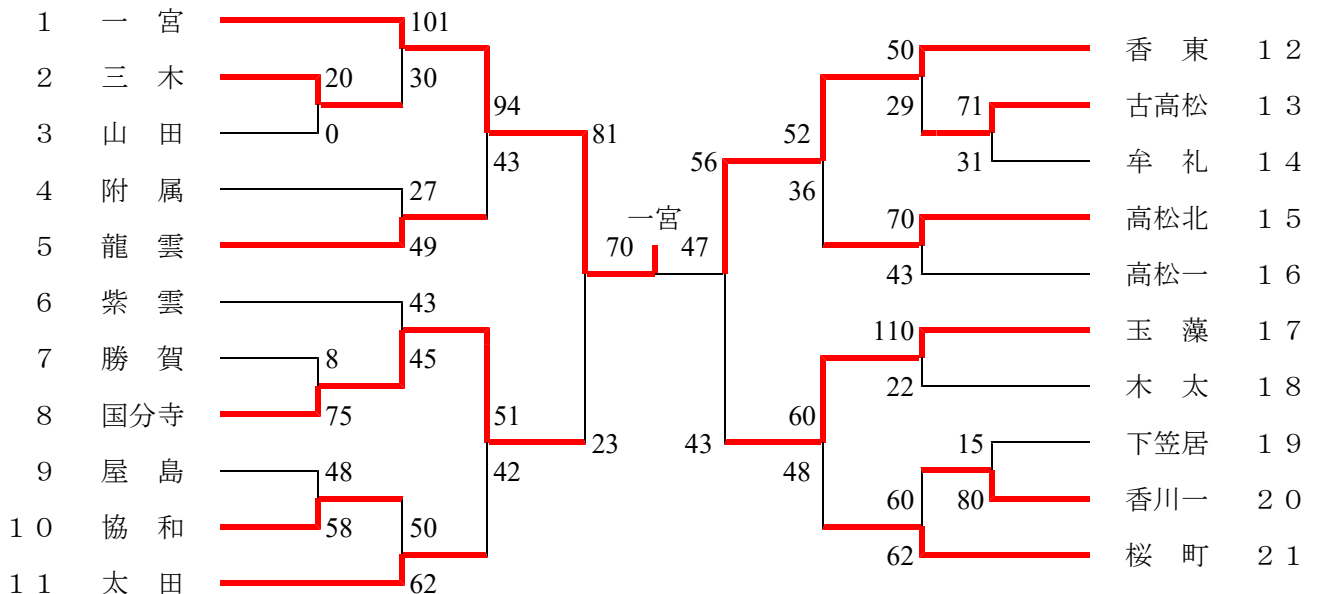 1 一 宮 101
50 香 東 12
2 三 木 20 30
94 29 71 古高松 13
3 山 田 0 81 52
43 56 31 牟 礼 14
4 附 属 27 36
一宮 70 高松北 15
5 龍 雲 49 70 47
43 高松一 16
6 紫 雲 43
110 玉 藻 17
7 勝 賀 8 45
22 木 太 18
8 国分寺 75 51 60
23 43 15 下笠居 19
9 屋 島 48 42 48
60 80 香川一 20
10 協 和 58 50
62 桜 町 21
11 太 田 62